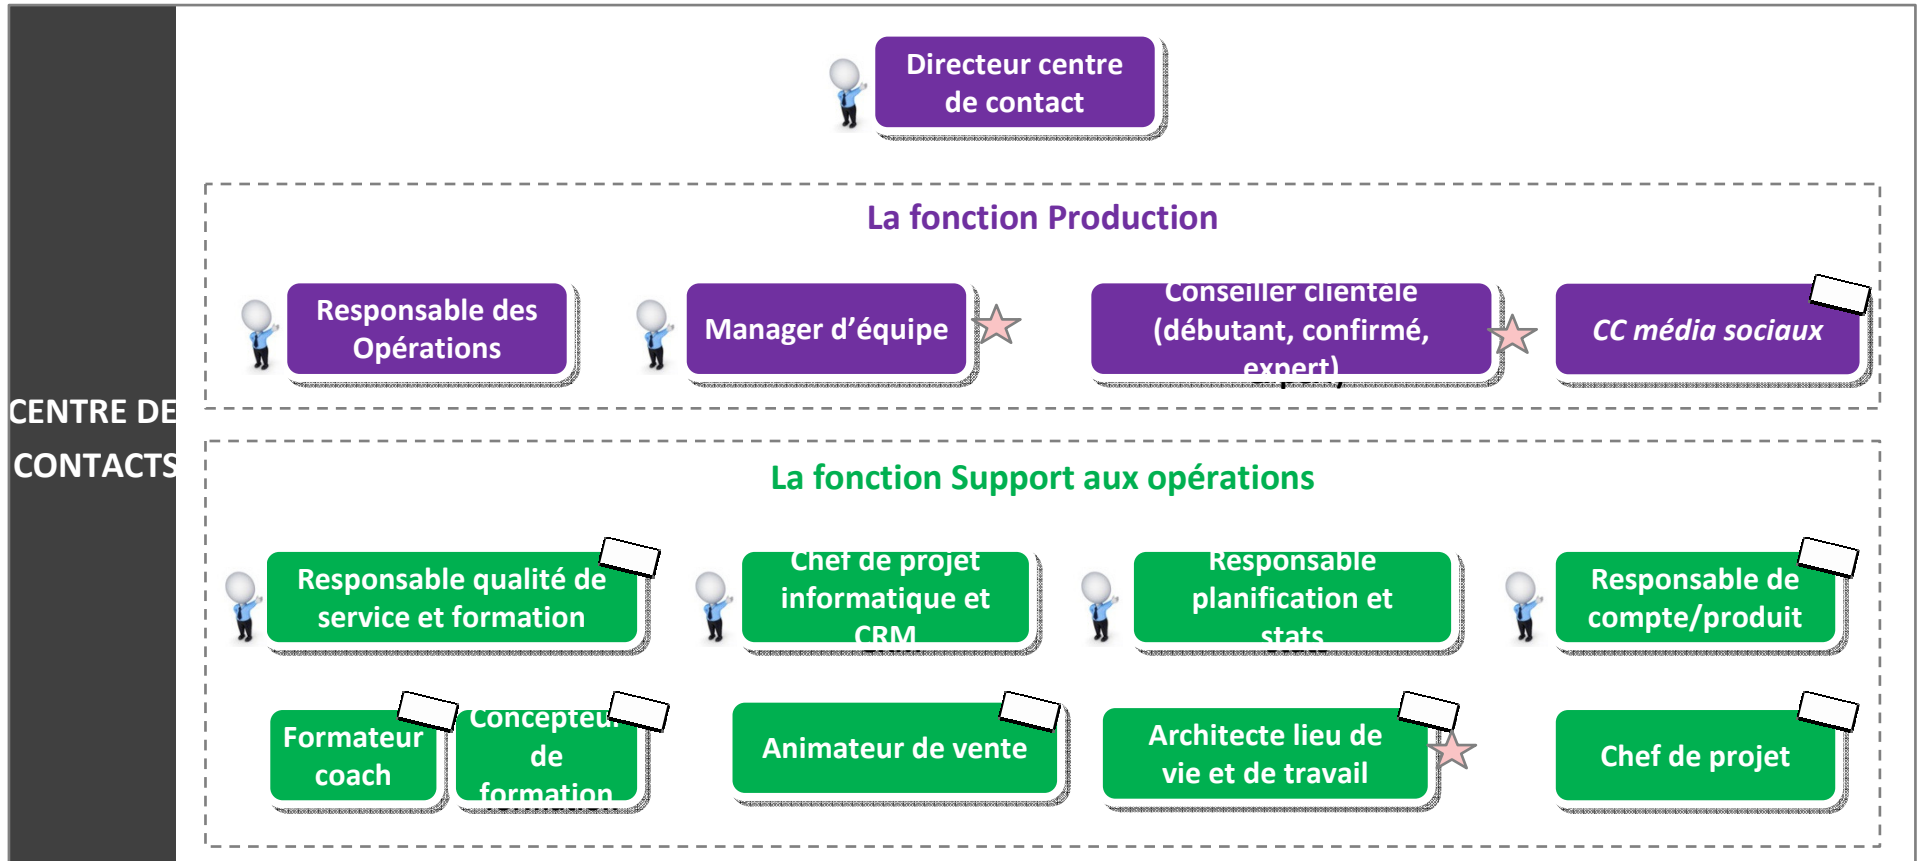 Directeur centre
de contact
La fonction Production
Responsable des
Opérations
Manager d’équipe
Conseiller clientèle
(débutant, confirmé,
expert)
CC média sociaux
CENTRE DE
CONTACTS
La fonction Support aux opérations
Responsable qualité de
service et formation
Chef de projet
informatique et
CRM
Responsable
planification et
stats
Responsable de
compte/produit
Formateur
coach
Concepteur
de
formation
Animateur de vente
Architecte lieu de
vie et de travail
Chef de projet